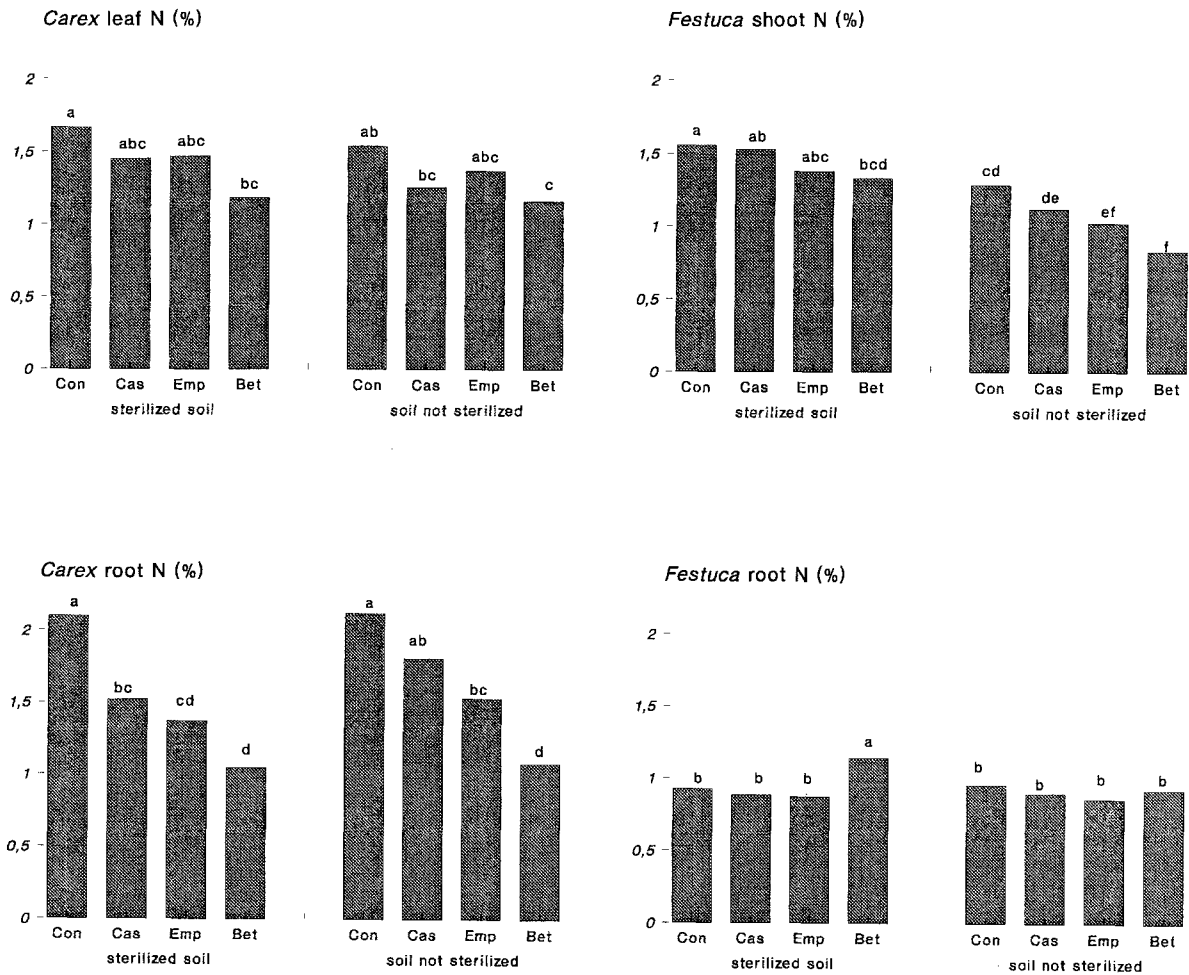 Carex leaf N (%)
2
1,5
1
0,5
0
a
abc
abc
bc
ab
bc
abc
c
Con Cas Emp Bet
Con Cas Emp Bet
sterilized soil
soil not sterilized
Festuca shoot N (%)
2
1,5
1
0,5
0
a
ab
abc
bcd
cd
de
ef
f
Con Cas Emp Bet
Con Cas Emp Bet
sterilized soil
soil not sterilized
Carex root N (%)
2
1,5
1
0,5
0
a
bc
cd
d
a
ab
bc
d
Con Cas Emp Bet
Con Cas Emp Bet
sterilized soil
soil not sterilized
Festuca root N (%)
2
1,5
1
0,5
0
b
b
b
a
b
b
b
b
Con Cas Emp Bet
Con Cas Emp Bet
sterilized soil
soil not sterilized